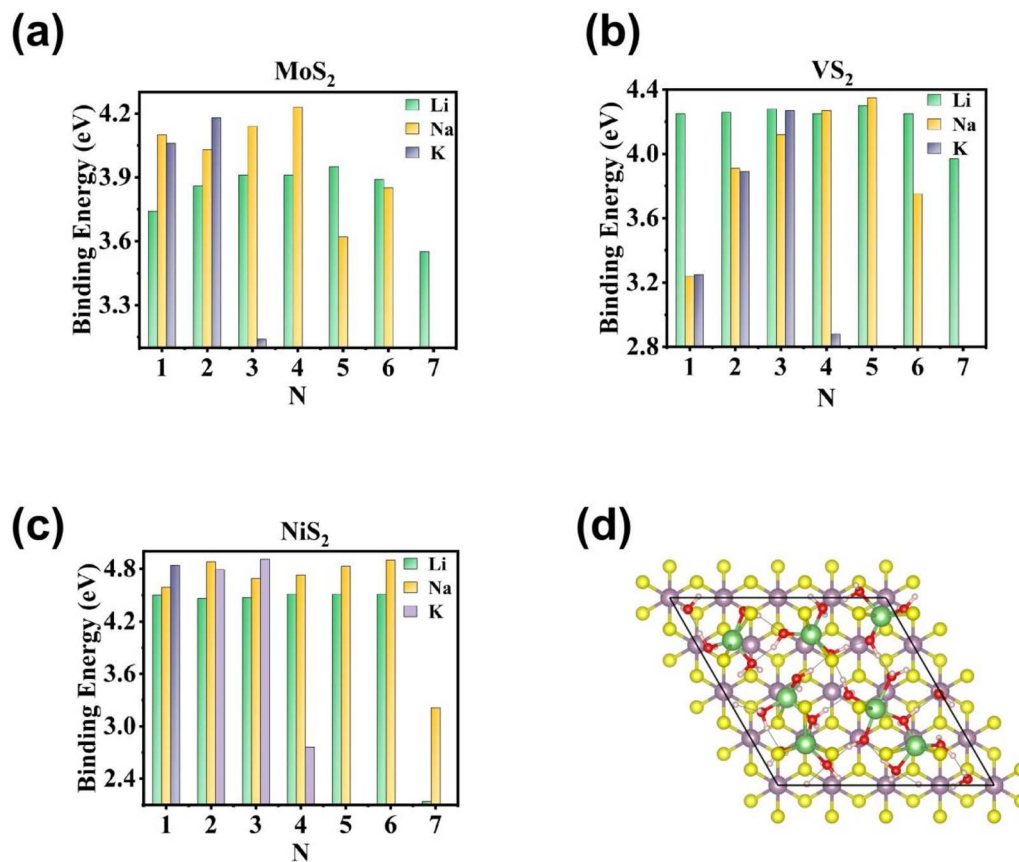 (a)
MoS2
Binding Energy (eV)
4.2
3.9
3.6
3.3
Li
Na
K
1 2 3 4 5 6 7
N
(b)
VS2
Binding Energy (eV)
4.4
4.0
3.6
3.2
2.8
Li
Na
K
1 2 3 4 5 6 7
N
(c)
NiS2
Binding Energy (eV)
4.8
4.2
3.6
3.0
2.4
Li
Na
K
1 2 3 4 5 6 7
N
(d)